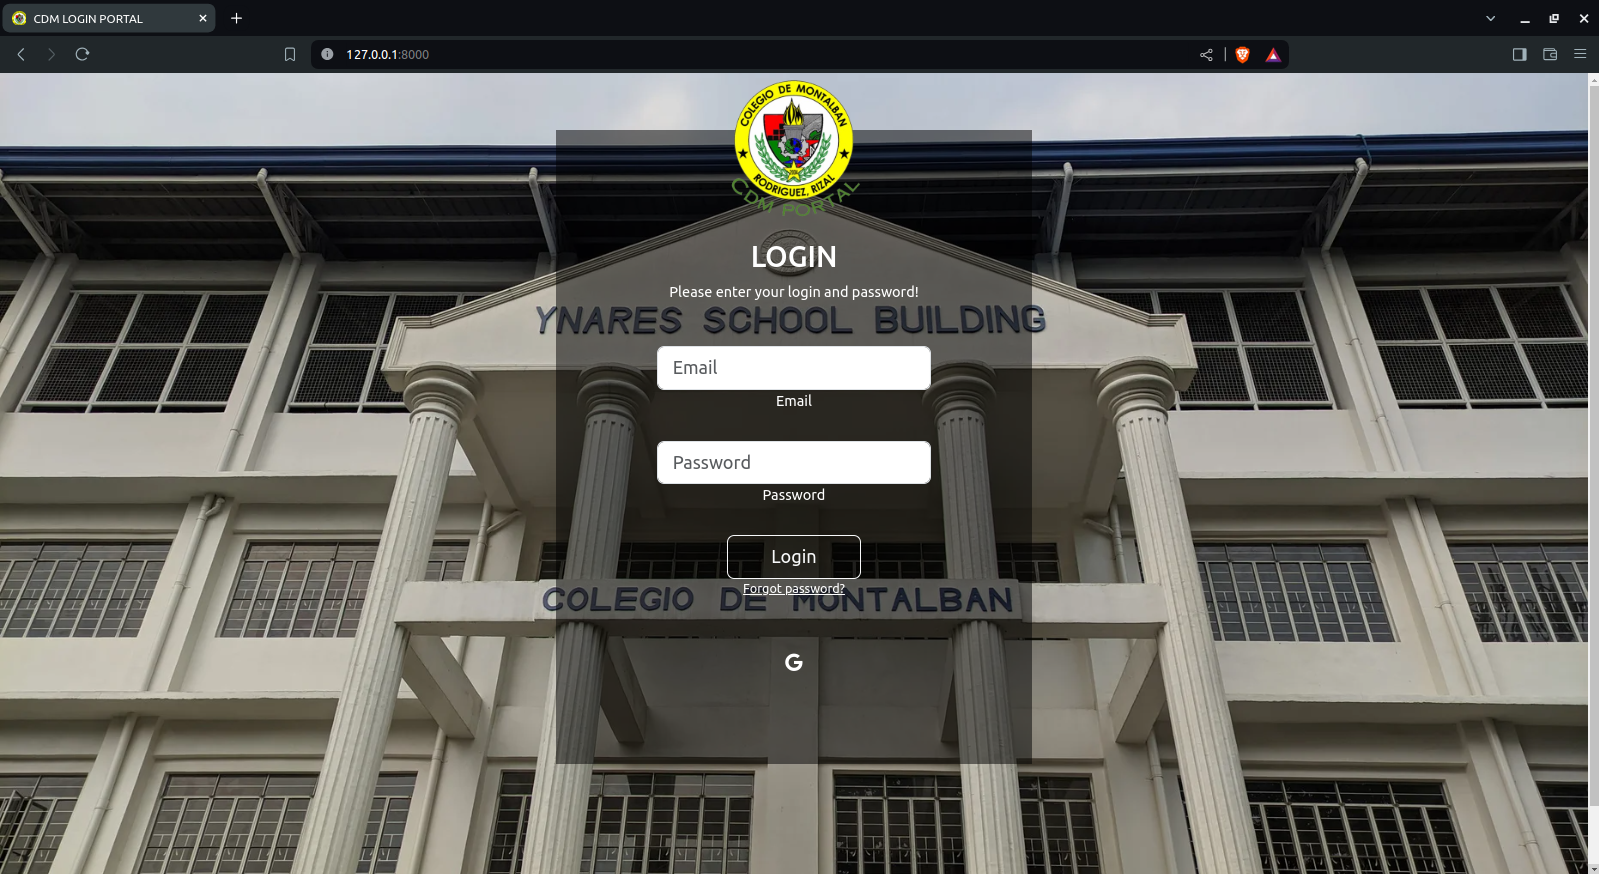 CDM LOGIN PORTAL
127.0.0.1:8000
COLEGIO DE MONTALBAN
RODRIGUEZ, RIZAL
CDM PORTAL
LOGIN
Please enter your login and password!
YNARES SCHOOL BUILDING
Email
Email
Password
Password
Login
Forgot password?
COLEGIO DE MONTALBAN
G